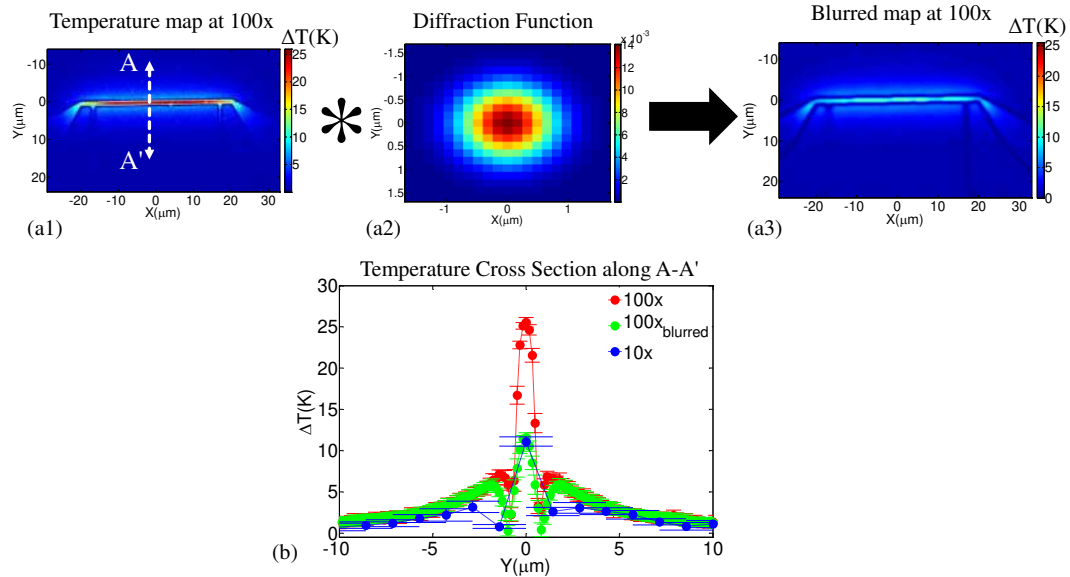 Temperature map at 100x
ΔT(K)
A
A'
Y(μm)
-10
0
10
20
-20 -10 0 10 20 30
X(μm)
25
20
15
10
5
(a1)
*
Diffraction Function
x 10⁻³
Y(μm)
-1.5
-1
-0.5
0
0.5
1
1.5
-1 0 1
X(μm)
14
12
10
8
6
4
2
(a2)
Blurred map at 100x
ΔT(K)
Y(μm)
-10
0
10
20
-20 -10 0 10 20 30
X(μm)
25
20
15
10
5
0
(a3)
Temperature Cross Section along A-A'
ΔT(K)
30
25
20
15
10
5
0
-10 -5 0 5 10
Y(μm)
100x
100x blurred
10x
(b)